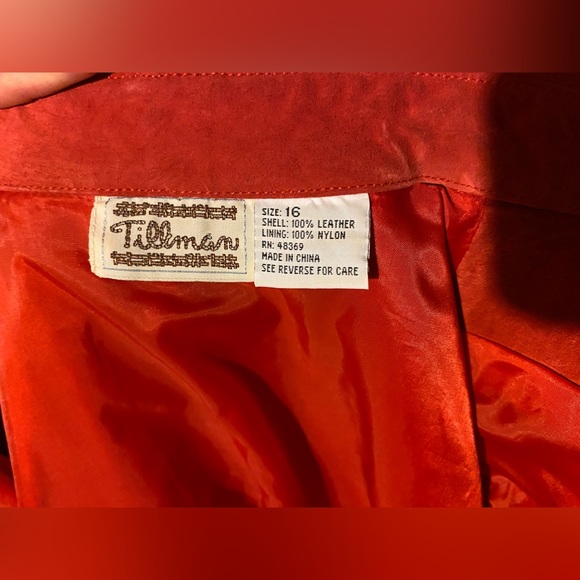 Tillman
SIZE: 16
SHELL: 100% LEATHER
LINING: 100% NYLON
RN: 48369
MADE IN CHINA
SEE REVERSE FOR CARE